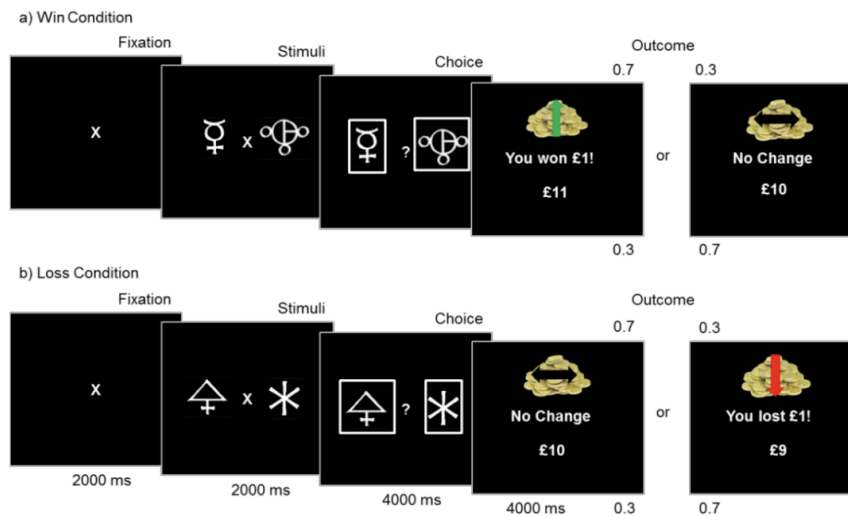 a) Win Condition
Fixation
Stimuli
Choice
Outcome
0.7
0.3
X
X
?
You won £1!
£11
or
No Change
£10
0.3
0.7
b) Loss Condition
Fixation
Stimuli
Choice
Outcome
0.7
0.3
X
X
?
No Change
£10
or
You lost £1!
£9
2000 ms
2000 ms
4000 ms
4000 ms
0.3
0.7